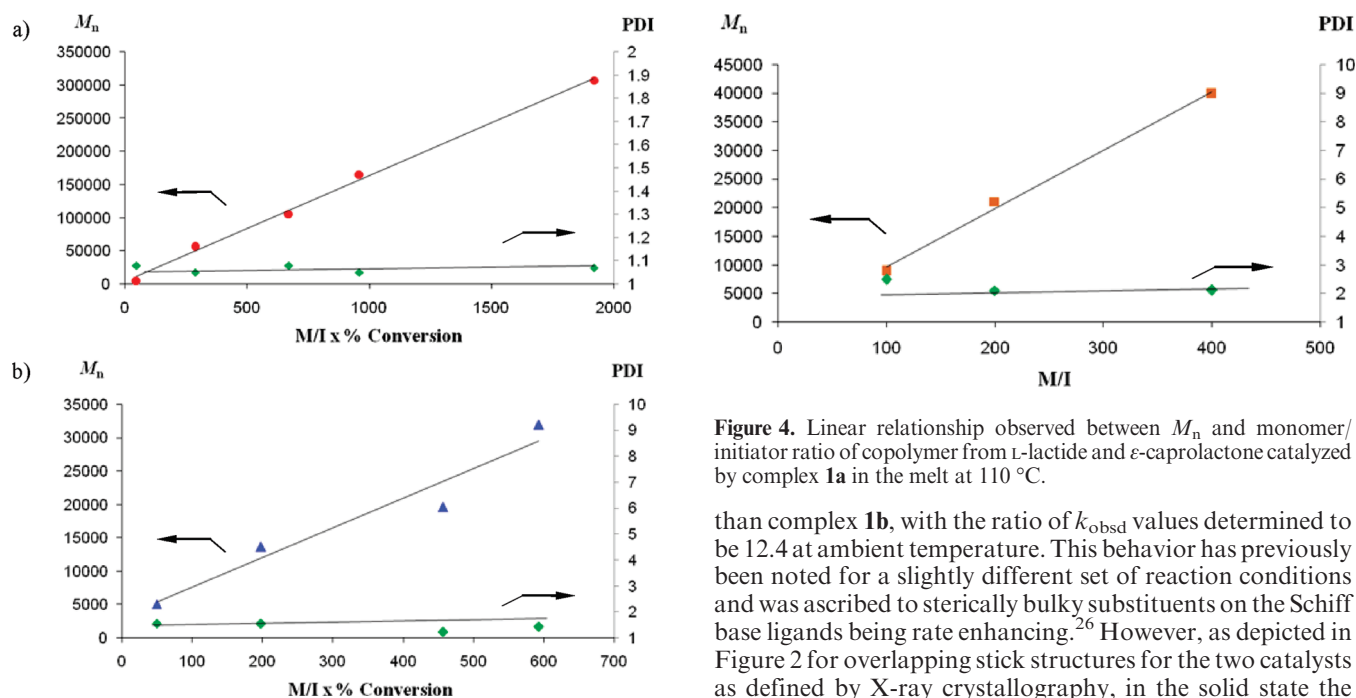 a)
Mn PDI
350000
300000
250000
200000
150000
100000
50000
0
2
1.9
1.8
1.7
1.6
1.5
1.4
1.3
1.2
1.1
1
0 500 1000 1500 2000
M/I x % Conversion
b)
Mn PDI
35000
30000
25000
20000
15000
10000
5000
0
10
9
8
7
6
5
4
3
2
1
0 100 200 300 400 500 600 700
M/I x % Conversion
Mn PDI
45000
40000
35000
30000
25000
20000
15000
10000
5000
0
10
9
8
7
6
5
4
3
2
1
0 100 200 300 400 500
M/I
Figure 4. Linear relationship observed between Mn and monomer/
initiator ratio of copolymer from L-lactide and ε-caprolactone catalyzed
by complex 1a in the melt at 110 °C.
than complex 1b, with the ratio of kobsd values determined to
be 12.4 at ambient temperature. This behavior has previously
been noted for a slightly different set of reaction conditions
and was ascribed to sterically bulky substituents on the Schiff
base ligands being rate enhancing.26 However, as depicted in
Figure 2 for overlapping stick structures for the two catalysts
as defined by X-ray crystallography, in the solid state the